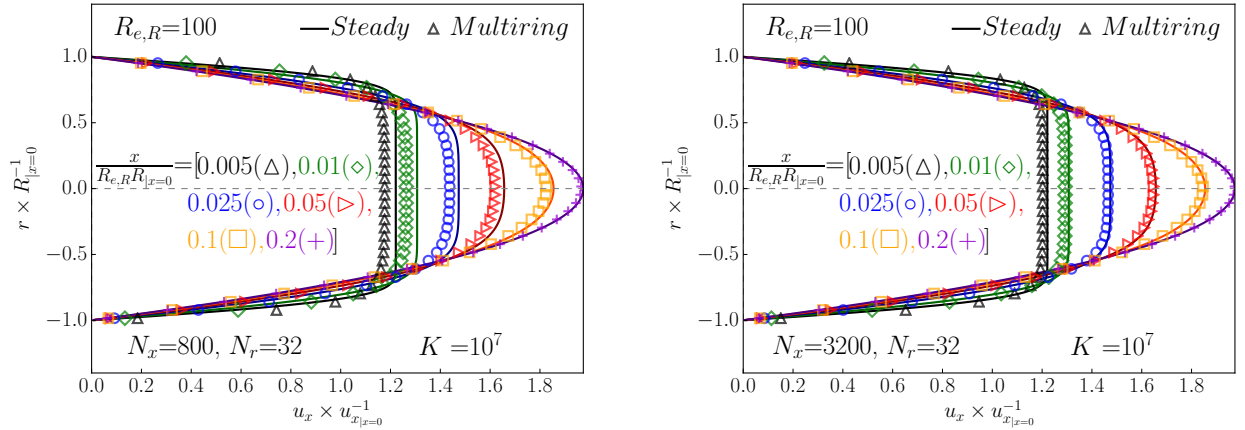 R_{e,R}=100 — Steady △ Multiring
1.0
0.5
0.0
−0.5
−1.0
r × R^{-1}_{|x=0}
x / R_{e,R}R_{|x=0} =[0.005(△),0.01(◇),
0.025(○),0.05(▷),
0.1(□),0.2(+)]
N_x=800, N_r=32 K =10^7
0.0 0.2 0.4 0.6 0.8 1.0 1.2 1.4 1.6 1.8
u_x × u^{-1}_{x|x=0}
R_{e,R}=100 — Steady △ Multiring
1.0
0.5
0.0
−0.5
−1.0
r × R^{-1}_{|x=0}
x / R_{e,R}R_{|x=0} =[0.005(△),0.01(◇),
0.025(○),0.05(▷),
0.1(□),0.2(+)]
N_x=3200, N_r=32 K =10^7
0.0 0.2 0.4 0.6 0.8 1.0 1.2 1.4 1.6 1.8
u_x × u^{-1}_{x|x=0}